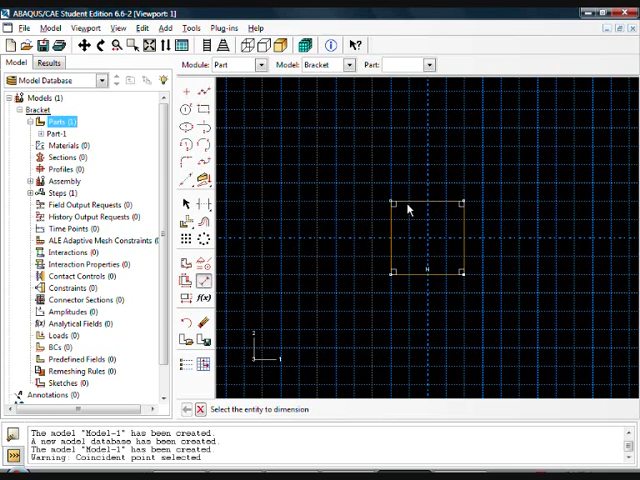 ABAQUS/CAE Student Edition 6.6-2 [Viewport: 1]
File Model Viewport View Edit Add Tools Plug-ins Help
Model Results Module: Part Model: Bracket Part:
Model Database
Models (1)
Bracket
Parts (1)
Part-1
Materials (0)
Sections (0)
Profiles (0)
Assembly
Steps (1)
Field Output Requests (0)
History Output Requests (0)
Time Points (0)
ALE Adaptive Mesh Constraints (0)
Interactions (0)
Interaction Properties (0)
Contact Controls (0)
Constraints (0)
Connector Sections (0)
Amplitudes (0)
Analytical Fields (0)
Loads (0)
BCs (0)
Predefined Fields (0)
Remeshing Rules (0)
Sketches (0)
Annotations (0)
f(x)
H
2
3 1
Select the entity to dimension
The model "Model-1" has been created.
A new model database has been created.
The model "Model-1" has been created.
Warning: Coincident point selected